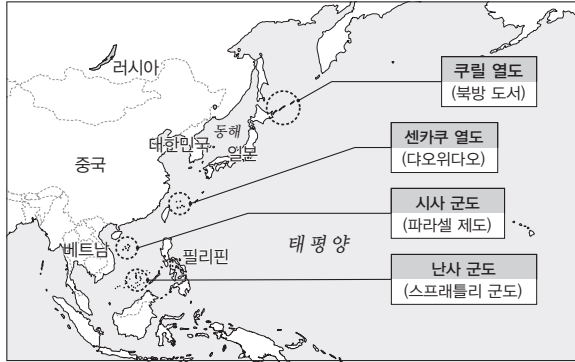 러시아
쿠릴 열도
(북방 도서)
동해
대한민국
일본
센카쿠 열도
(댜오위다오)
중국
시사 군도
(파라셀 제도)
베트남
필리핀
태평양
난사 군도
(스프래틀리 군도)